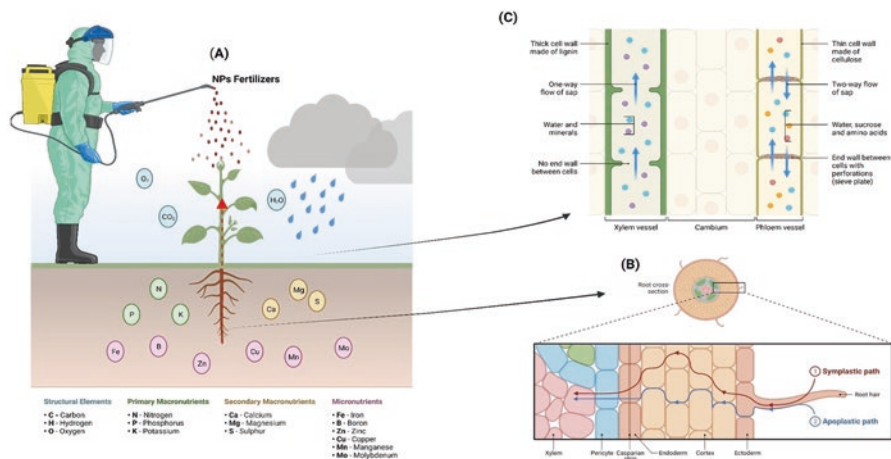 (A)
NPs Fertilizers
O₂
CO₂
H₂O
N
P
K
Ca
Mg
S
Fe
B
Zn
Cu
Mn
Mo
Structural Elements
• C - Carbon
• H - Hydrogen
• O - Oxygen
Primary Macronutrients
• N - Nitrogen
• P - Phosphorus
• K - Potassium
Secondary Macronutrients
• Ca - Calcium
• Mg - Magnesium
• S - Sulphur
Micronutrients
• Fe - Iron
• B - Boron
• Zn - Zinc
• Cu - Copper
• Mn - Manganese
• Mo - Molybdenum
(C)
Thick cell wall
made of lignin
One-way
flow of sap
Water and
minerals
No end wall
between cells
Thin cell wall
made of
cellulose
Two-way
flow of sap
Water, sucrose
and amino acids
End wall between
cells with
perforations
(sieve plate)
Xylem vessel
Cambium
Phloem vessel
(B)
Root cross-
section
1 Symplastic path
Root hair
2 Apoplastic path
Xylem
Pericyte
Casparian
Endoderm
Cortex
Ectoderm